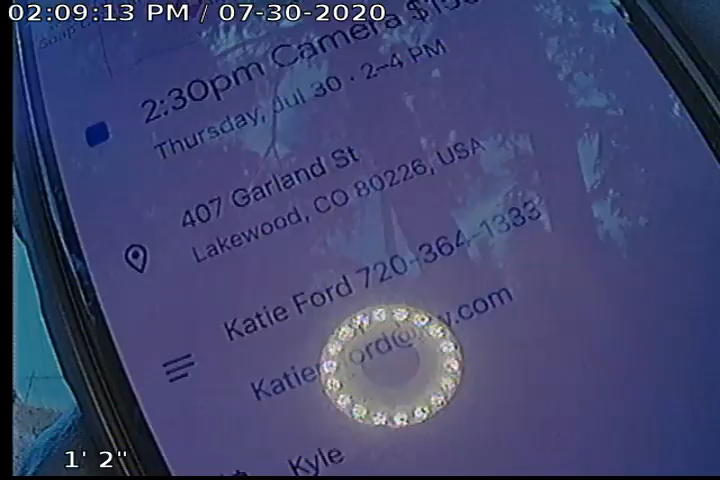 02:09:13 PM / 07-30-2020
2:30pm Camera
Thursday, Jul 30 · 2–4 PM
407 Garland St
Lakewood, CO 80226, USA
Katie Ford 720-364-1333
Kyle
1' 2"